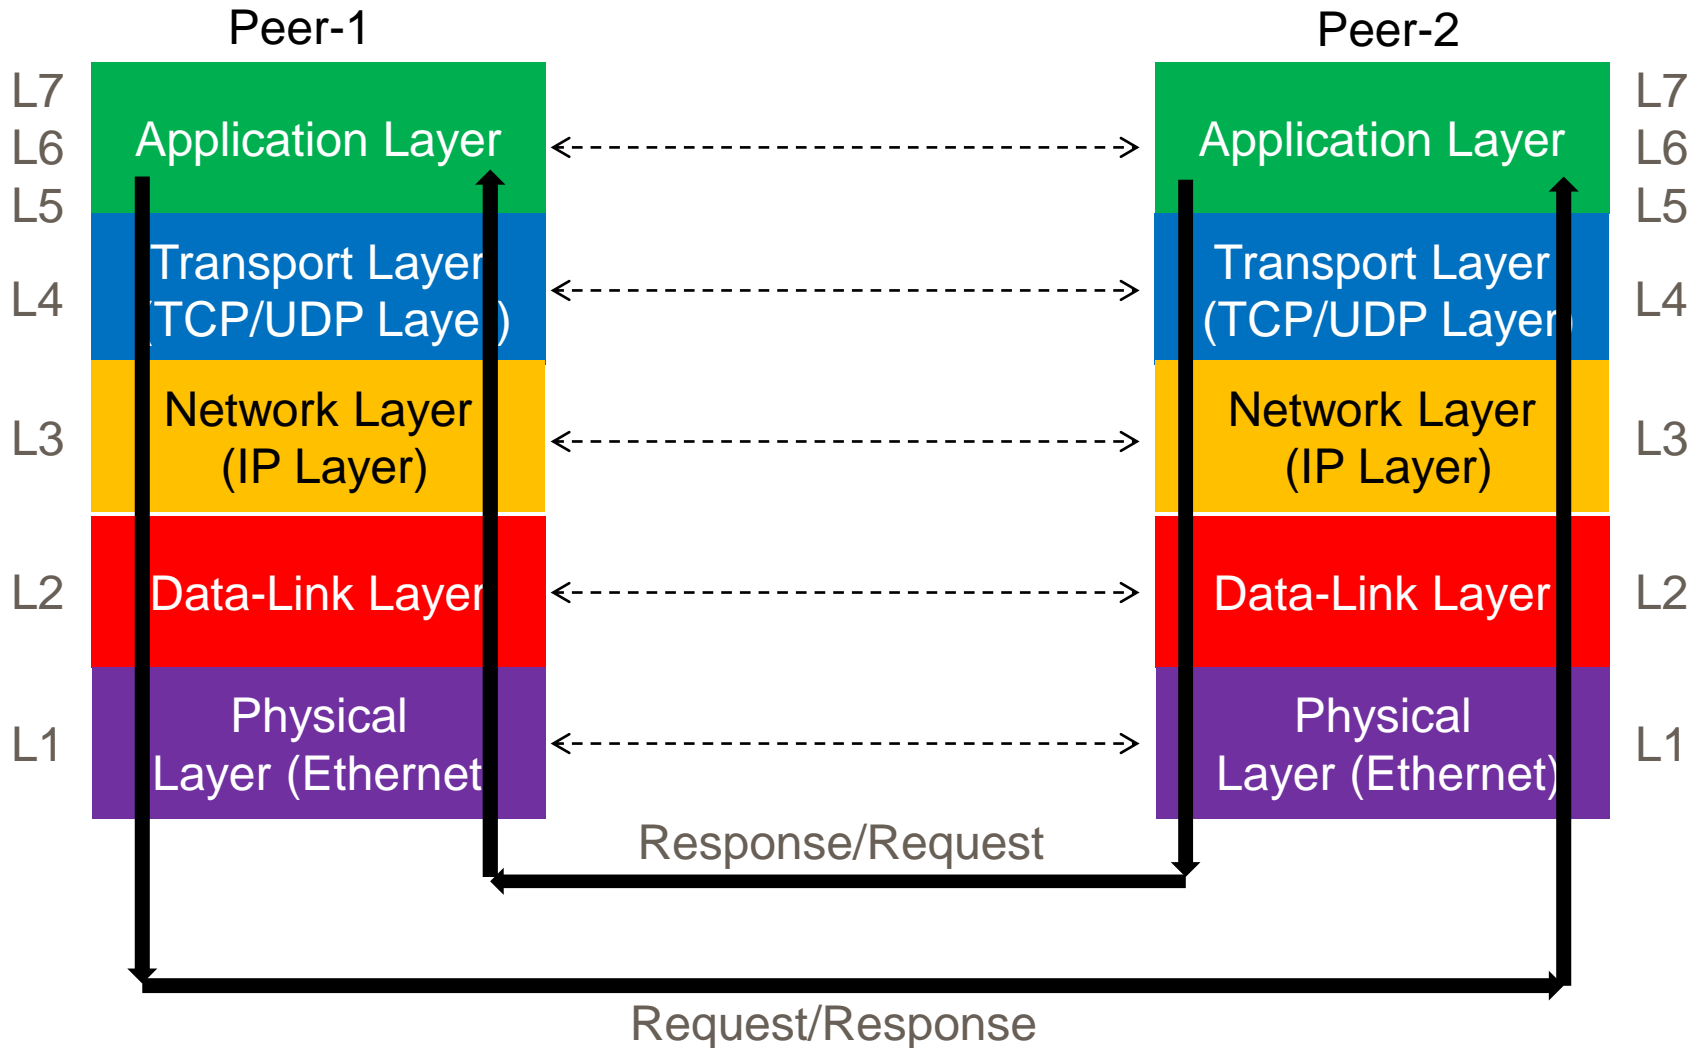 Peer-1
Peer-2
L7
L6
L5
L4
L3
L2
L1
Application Layer
Transport Layer
(TCP/UDP Layer)
Network Layer
(IP Layer)
Data-Link Layer
Physical
Layer (Ethernet
Application Layer
Transport Layer
(TCP/UDP Layer)
Network Layer
(IP Layer)
Data-Link Layer
Physical
Layer (Ethernet)
L7
L6
L5
L4
L3
L2
L1
Response/Request
Request/Response